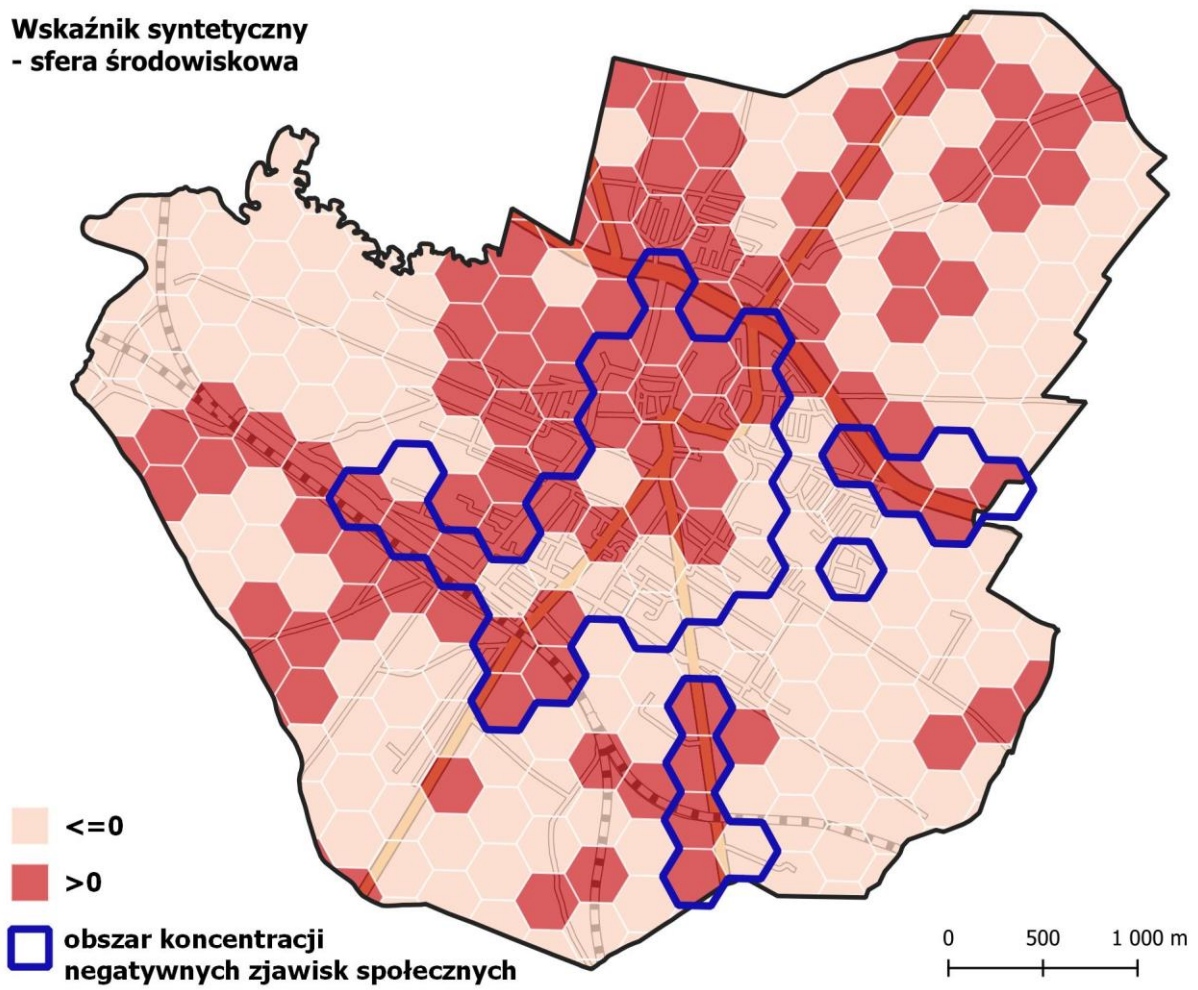 Wskaźnik syntetyczny
- sfera środowiskowa
<=0
>0
obszar koncentracji
negatywnych zjawisk społecznych
0 500 1 000 m